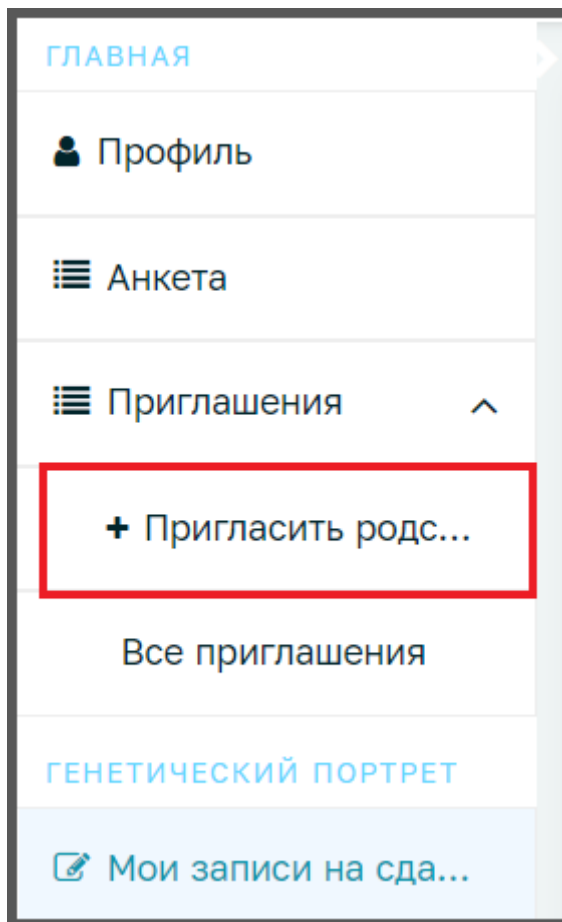 ГЛАВНАЯ
Профиль
Анкета
Приглашения
+ Пригласить родс...
Все приглашения
ГЕНЕТИЧЕСКИЙ ПОРТРЕТ
Мои записи на сда...